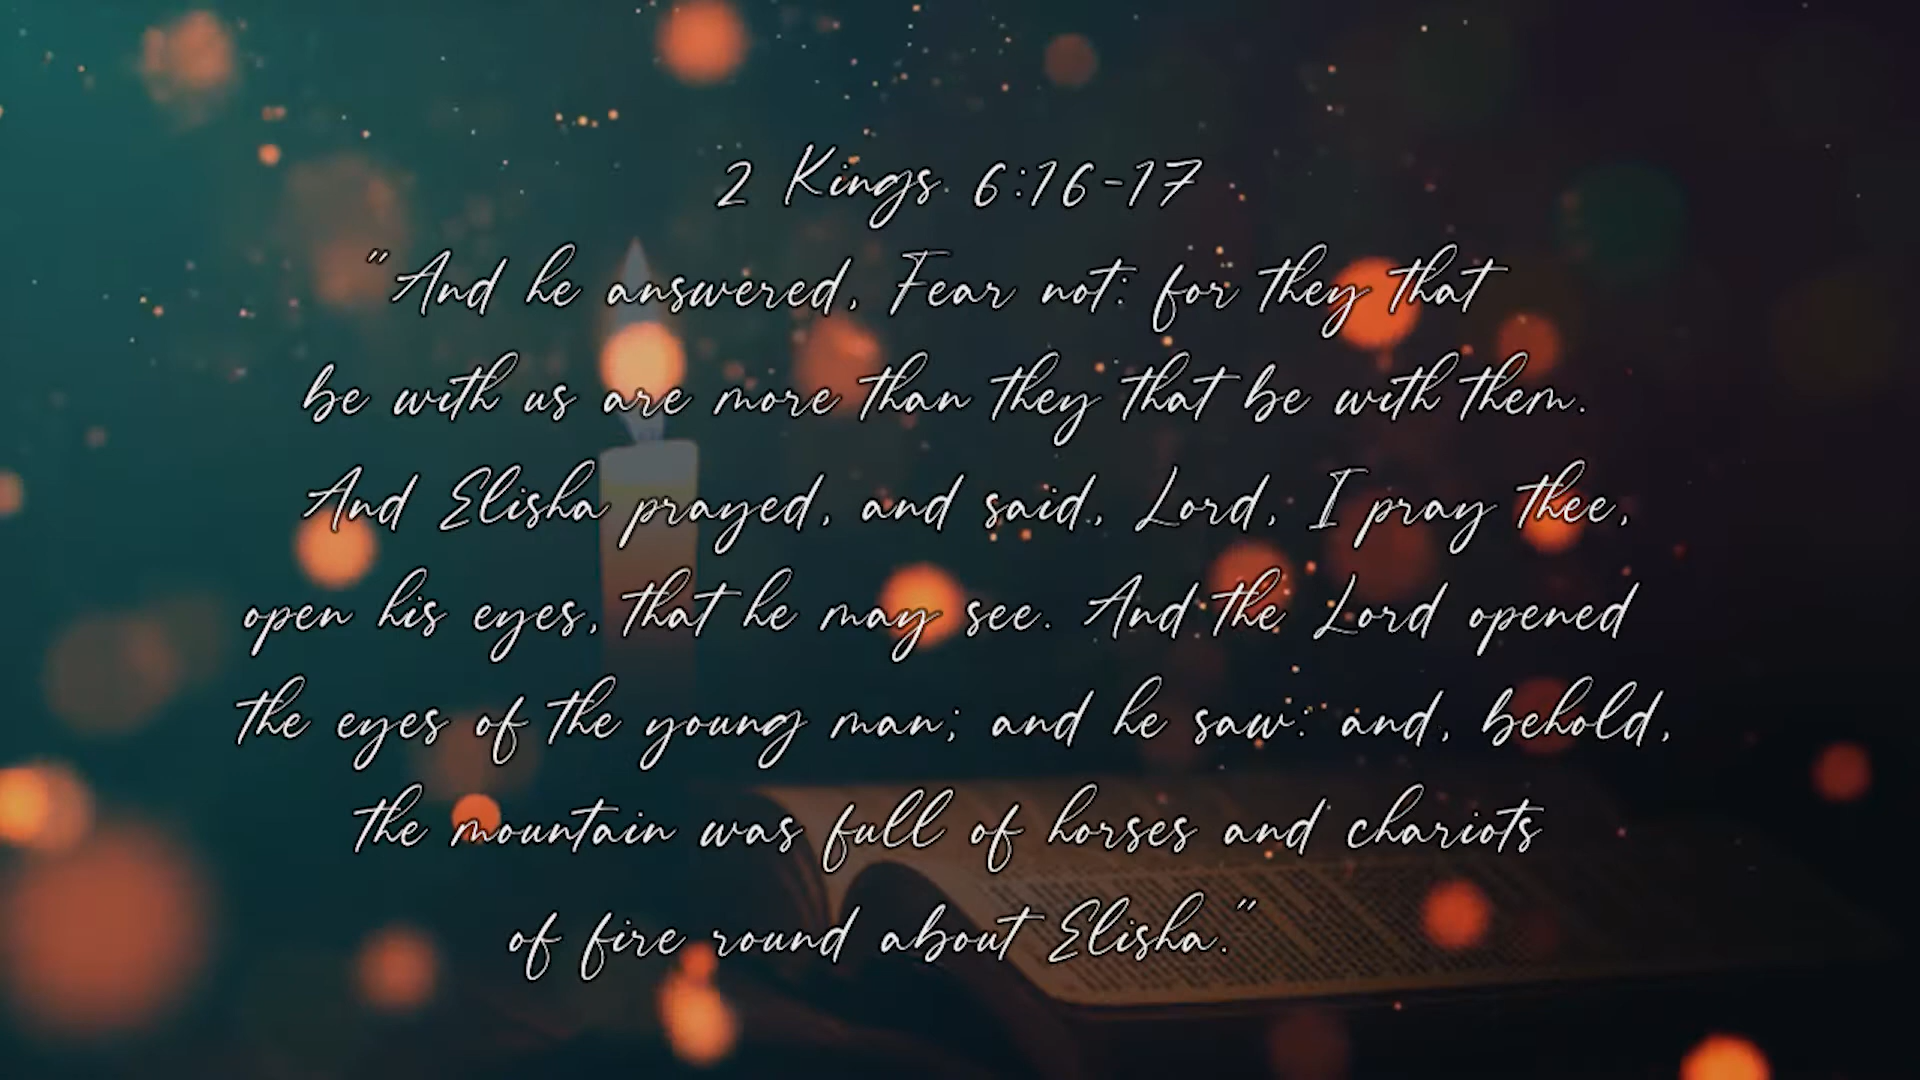 2 Kings 6:16-17
"And he answered, Fear not: for they that
be with us are more than they that be with them.
And Elisha prayed, and said, Lord, I pray thee,
open his eyes, that he may see. And the Lord opened
the eyes of the young man; and he saw: and, behold,
the mountain was full of horses and chariots
of fire round about Elisha."